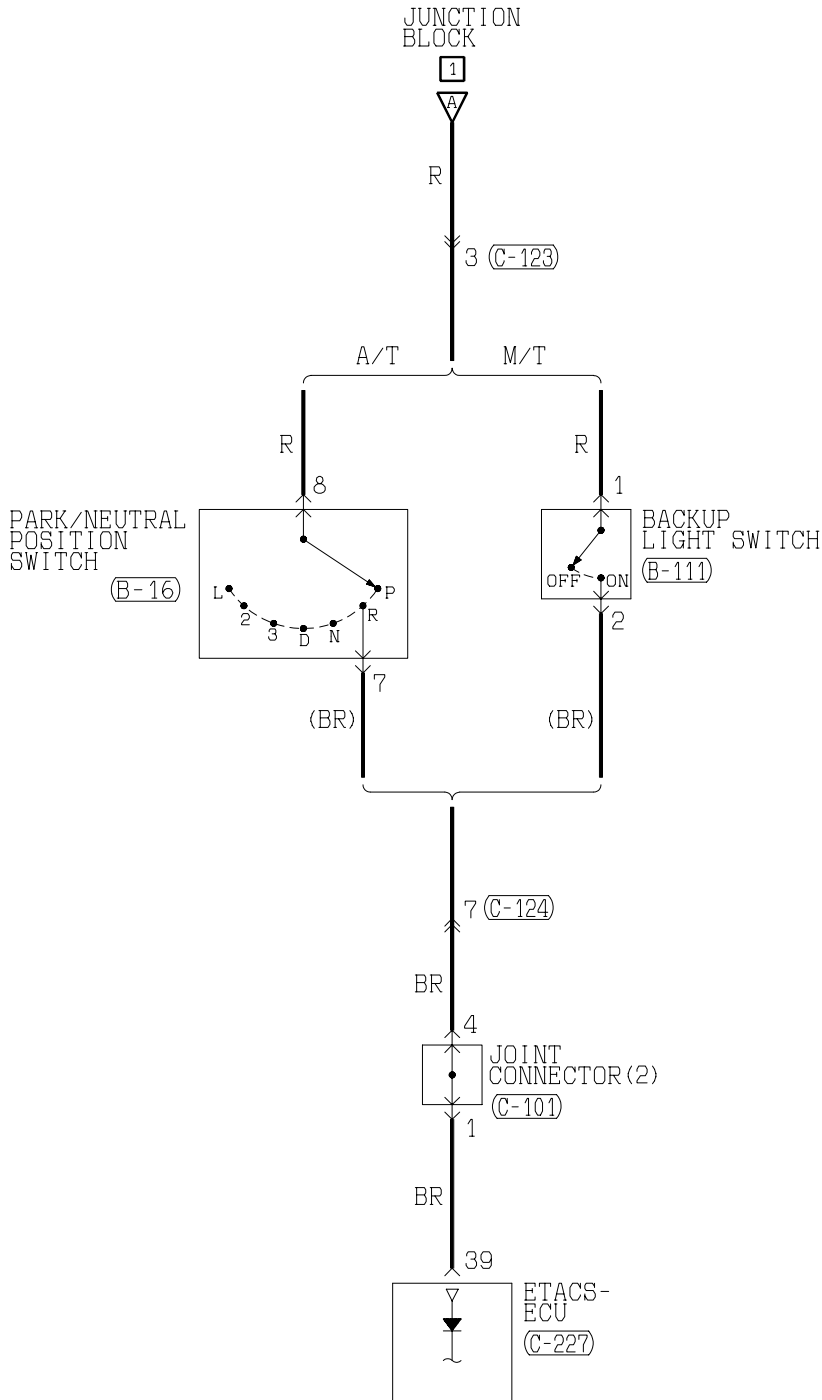 JUNCTION
BLOCK
1
A
R
3 (C-123)
A/T
M/T
R
R
8
1
PARK/NEUTRAL
POSITION
SWITCH
(B-16)
L
2
3
D
N
R
P
BACKUP
LIGHT SWITCH
(B-111)
OFF
ON
7
2
(BR)
(BR)
7 (C-124)
BR
4
JOINT
CONNECTOR(2)
(C-101)
1
BR
39
ETACS-
ECU
(C-227)